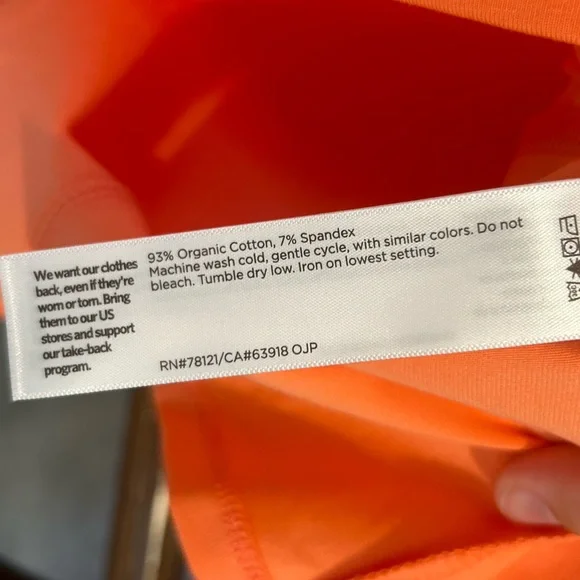 We want our clothes
back, even if they're
worn or torn. Bring
them to our US
stores and support
our take-back
program.
93% Organic Cotton, 7% Spandex
Machine wash cold, gentle cycle, with similar colors. Do not
bleach. Tumble dry low. Iron on lowest setting.
RN#78121/CA#63918 OJP